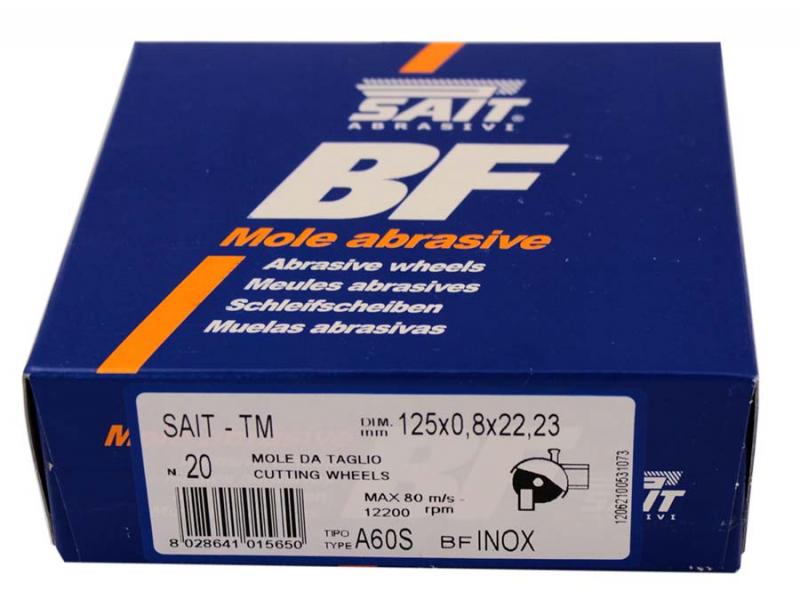 SAIT®
ABRASIVI
BF
Mole abrasive
Abrasive wheels
Meules abrasives
Schleifscheiben
Muelas abrasivas
SAIT - TM
DIM. mm 125x0,8x22,23
N. 20
MOLE DA TAGLIO
CUTTING WHEELS
MAX 80 m/s -
12200 rpm
8 028641 015650
TIPO
TYPE A60S BF INOX
12062100531073
SAIT